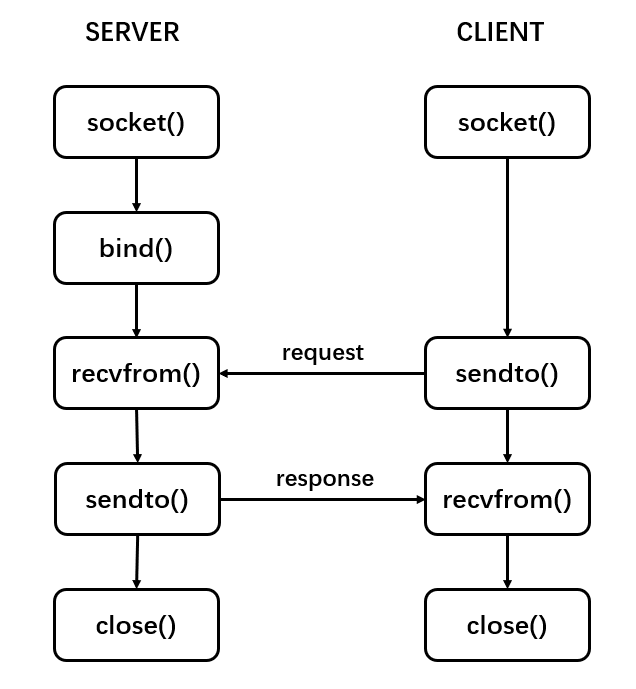 SERVER
CLIENT
socket()
socket()
bind()
recvfrom()
request
sendto()
sendto()
response
recvfrom()
close()
close()